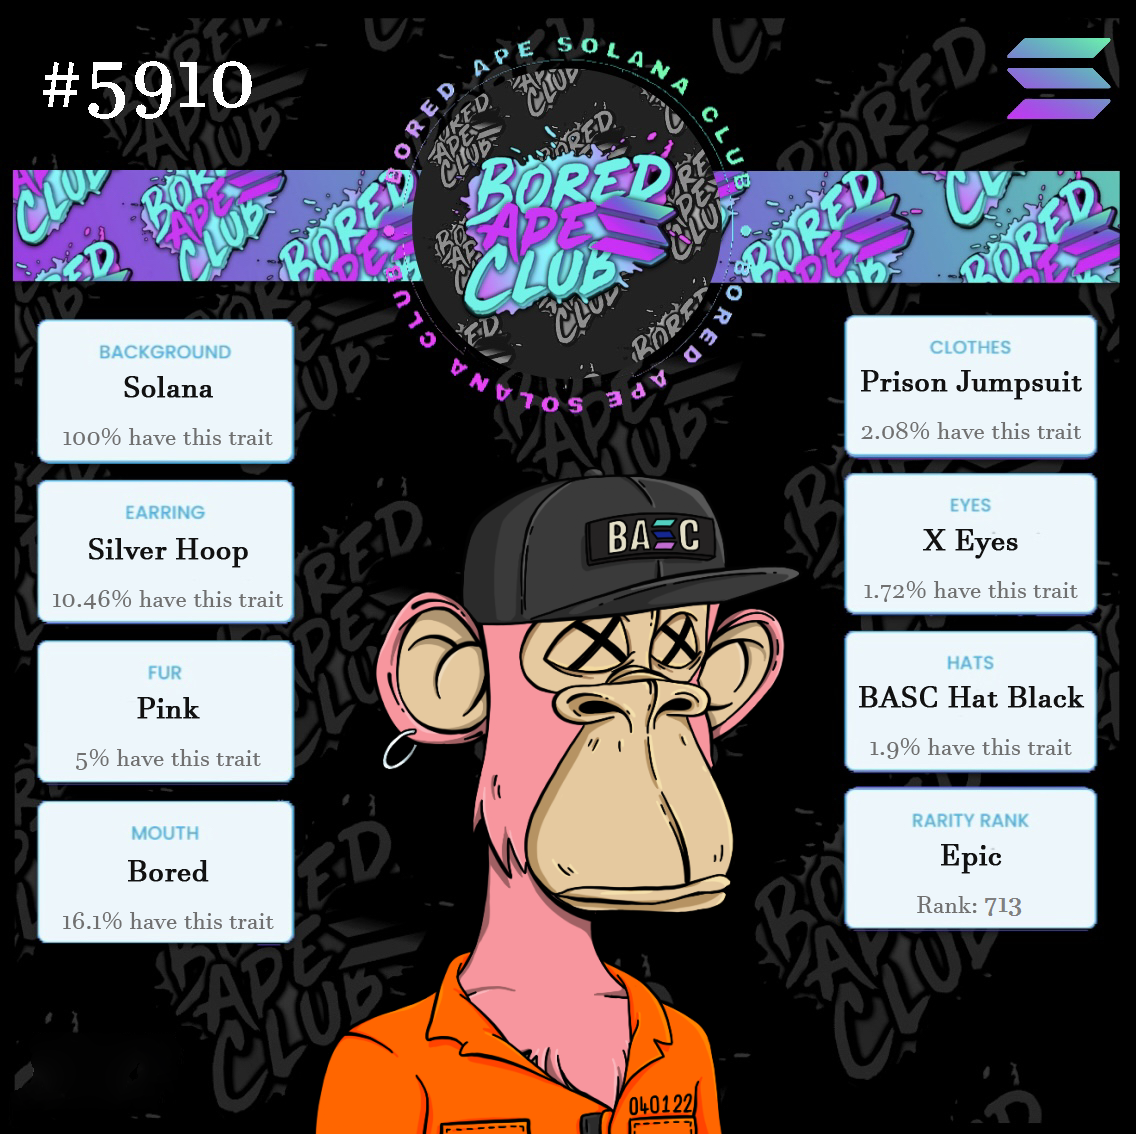 #5910
BORED APE SOLANA CLUB
BORED APE SOLANA CLUB
BORED
APE
CLUB
BACKGROUND
Solana
100% have this trait
EARRING
Silver Hoop
10.46% have this trait
FUR
Pink
5% have this trait
MOUTH
Bored
16.1% have this trait
CLOTHES
Prison Jumpsuit
2.08% have this trait
EYES
X Eyes
1.72% have this trait
HATS
BASC Hat Black
1.9% have this trait
RARITY RANK
Epic
Rank: 713
BASC
040122